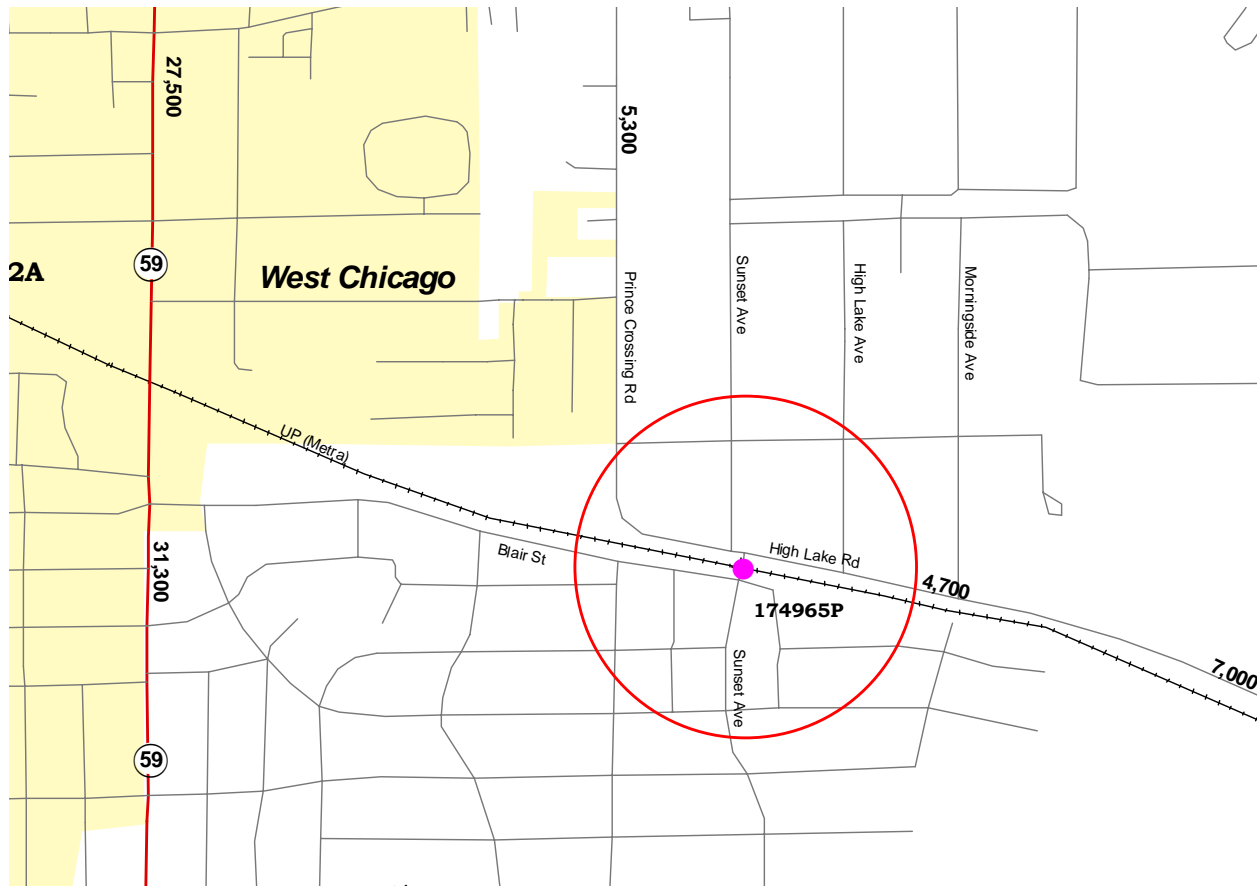 27,500
5,300
59
2A
West Chicago
Prince Crossing Rd
Sunset Ave
High Lake Ave
Morningside Ave
UP (Metra)
Blair St
High Lake Rd
31,300
4,700
174965P
Sunset Ave
7,000
59